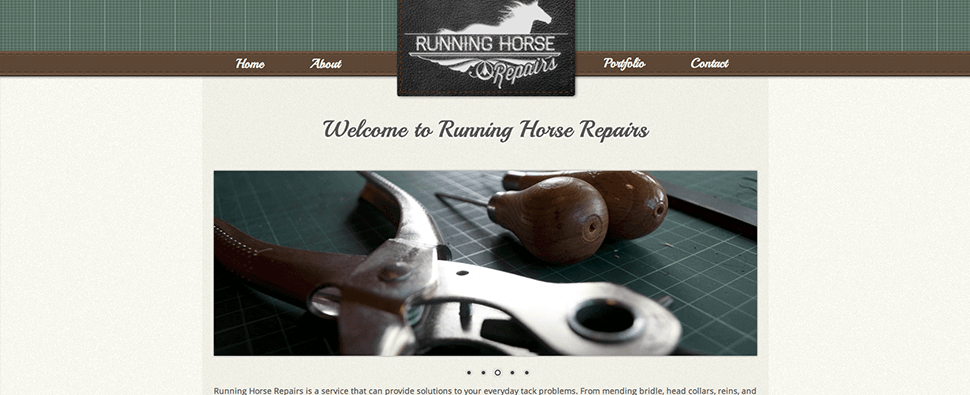 RUNNING HORSE
Repairs
Home
About
Portfolio
Contact
Welcome to Running Horse Repairs
Running Horse Repairs is a service that can provide solutions to your everyday tack problems. From mending bridle, head collars, reins, and